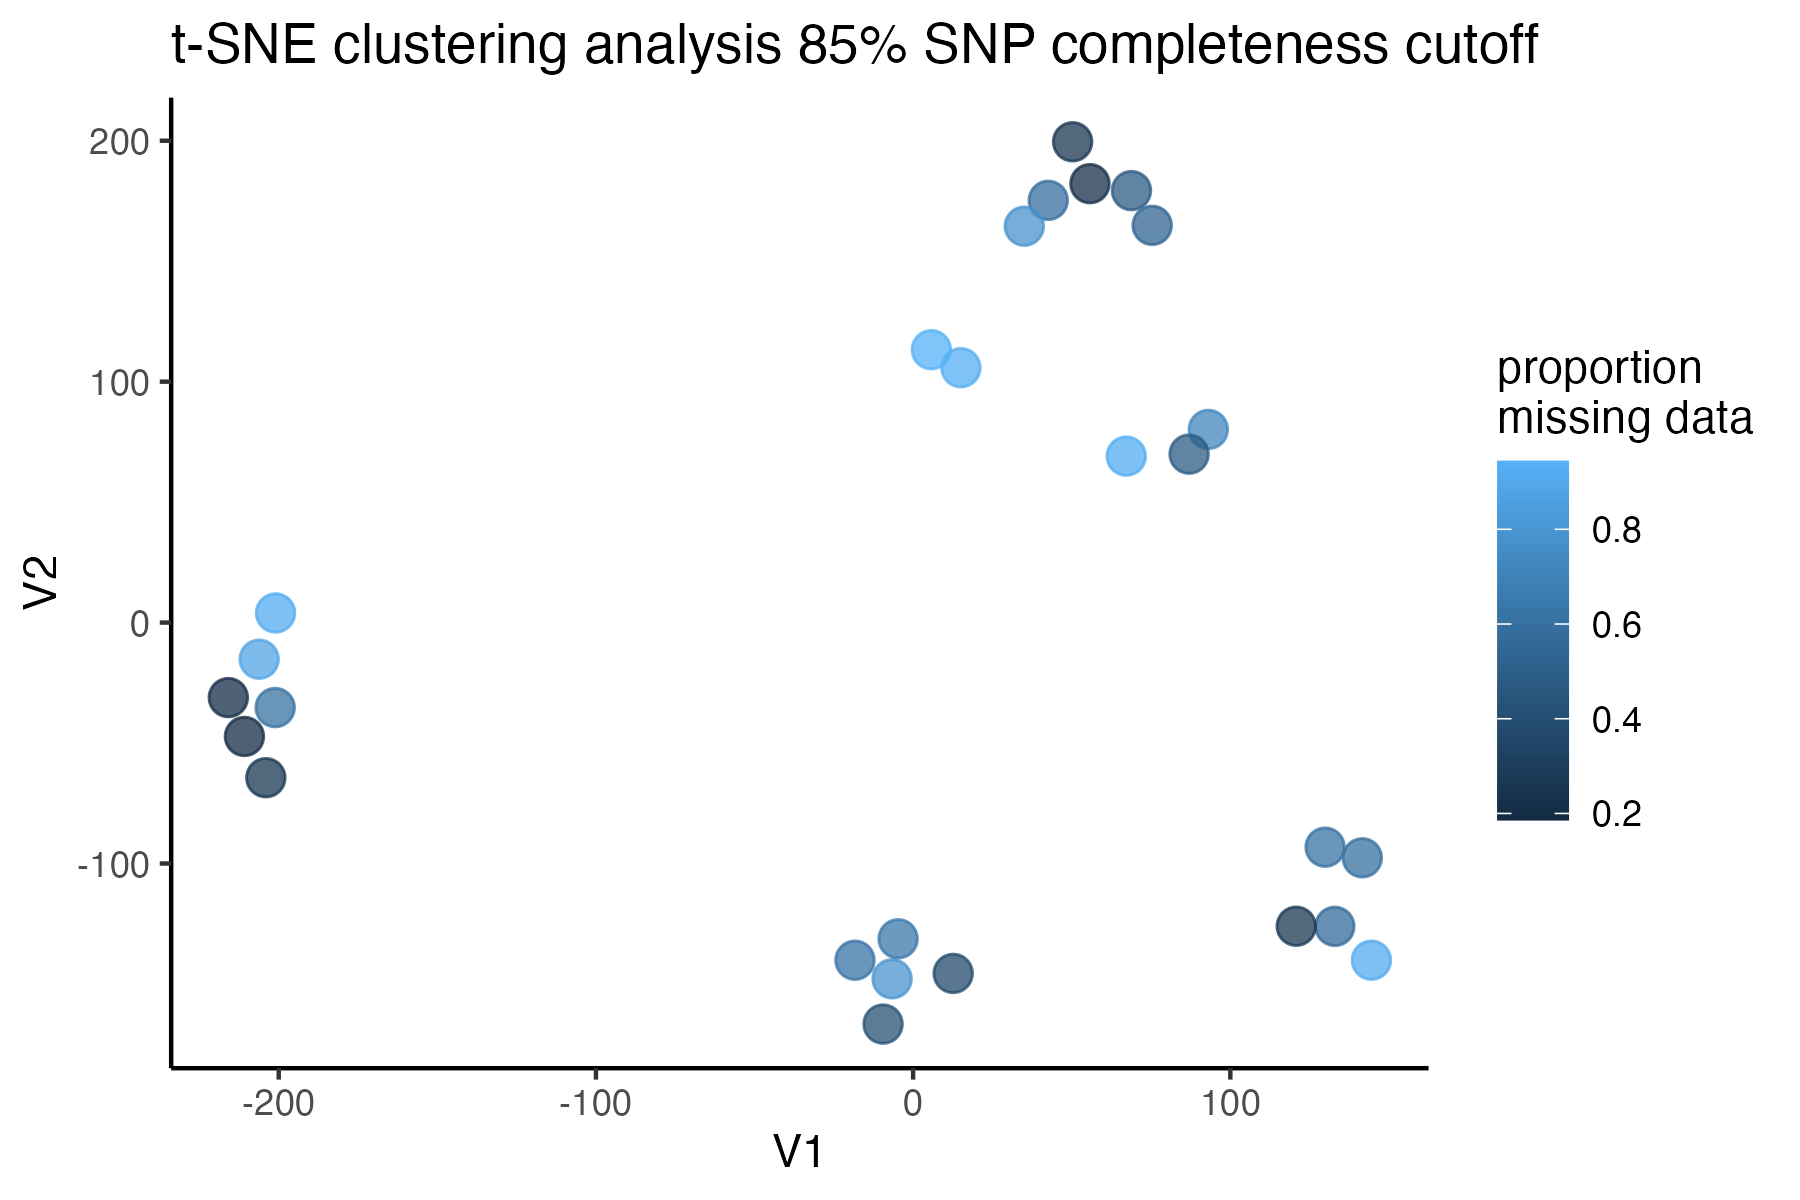 t-SNE clustering analysis 85% SNP completeness cutoff
200
100
0
-100
V2
-200
-100
0
100
V1
proportion
missing data
0.8
0.6
0.4
0.2